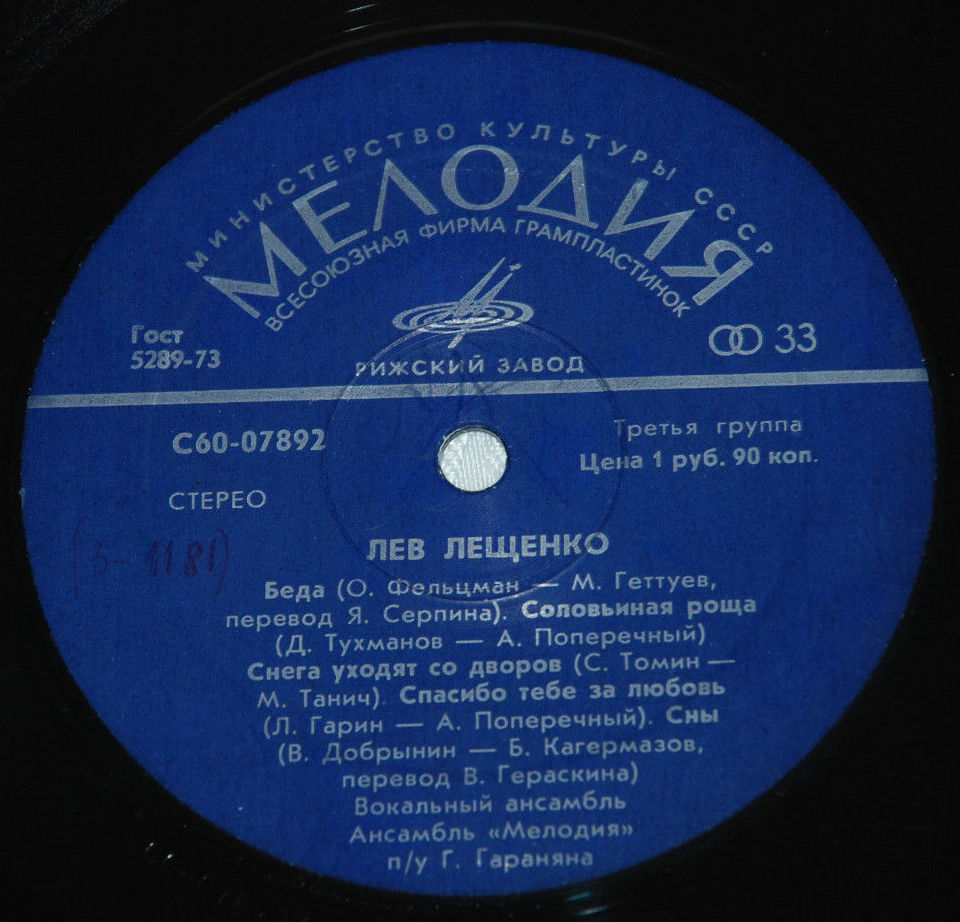 МИНИСТЕРСТВО КУЛЬТУРЫ СССР
МЕЛОДИЯ
ВСЕСОЮЗНАЯ ФИРМА ГРАМПЛАСТИНОК
Гост
5289-73
33
РИЖСКИЙ ЗАВОД
С60-07892
Третья группа
Цена 1 руб. 90 коп.
СТЕРЕО
(3-1181)
ЛЕВ ЛЕЩЕНКО
Беда (О. Фельцман — М. Геттуев,
перевод Я. Серпина). Соловьиная роща
(Д. Тухманов — А. Поперечный)
Снега уходят со дворов (С. Томин —
М. Танич). Спасибо тебе за любовь
(Л. Гарин — А. Поперечный). Сны
(В. Добрынин — Б. Кагермазов,
перевод В. Гераскина)
Вокальный ансамбль
Ансамбль «Мелодия»
п/у Г. Гараняна